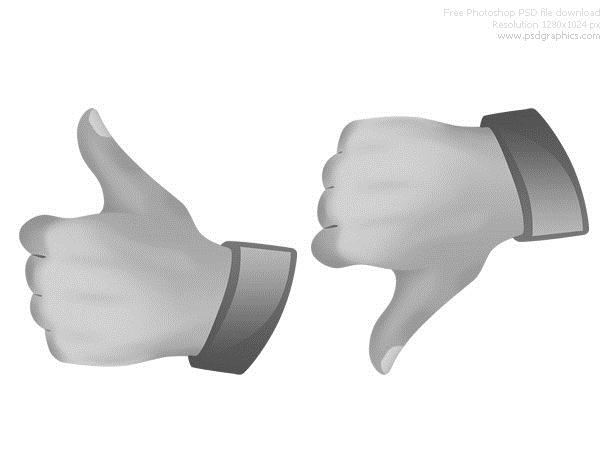 Free Photoshop PSD file download
Resolution 1280x1024 px
www.psdgraphics.com